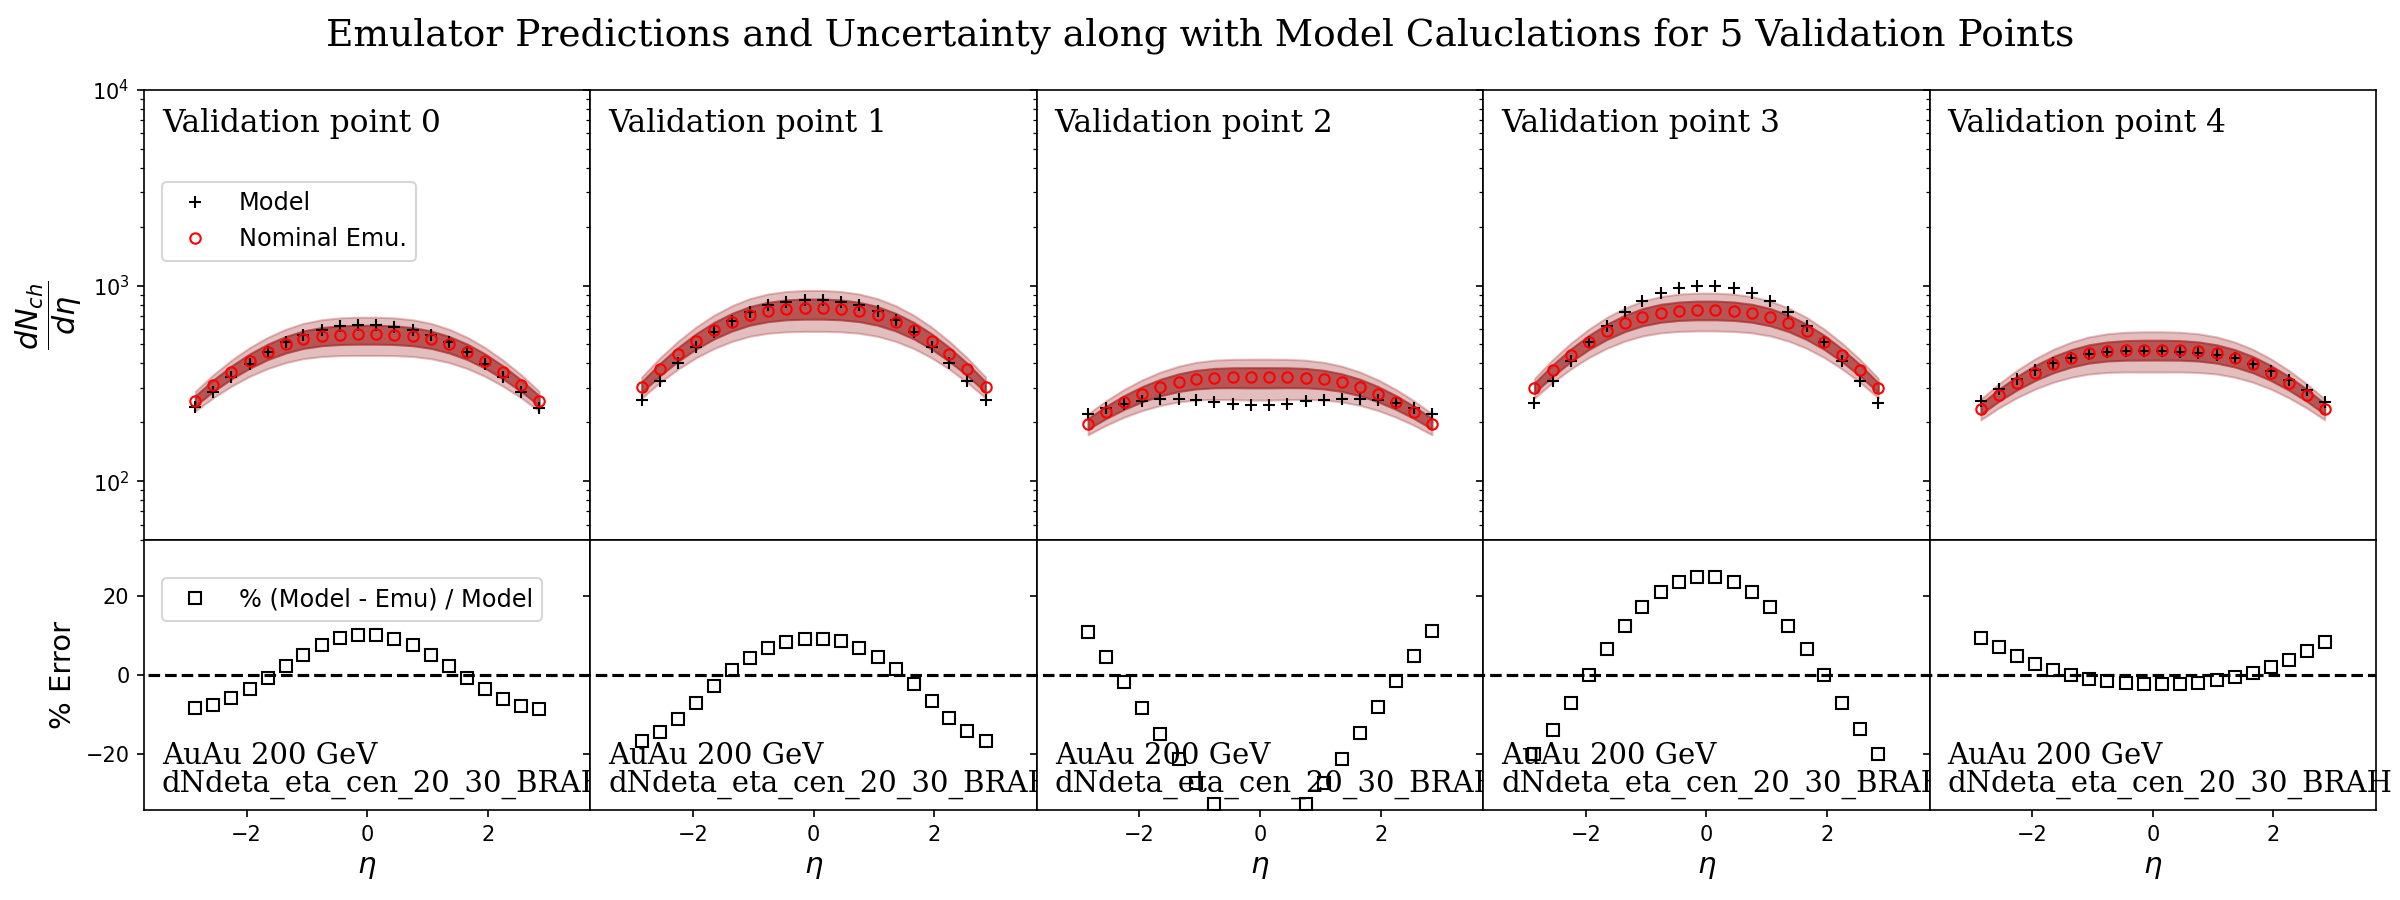 Emulator Predictions and Uncertainty along with Model Caluclations for 5 Validation Points
Validation point 0
Validation point 1
Validation point 2
Validation point 3
Validation point 4
Model
Nominal Emu.
dN_ch
dη
10^4
10^3
10^2
% (Model - Emu) / Model
% Error
20
0
−20
AuAu 200 GeV
dNdeta_eta_cen_20_30_BRAH
AuAu 200 GeV
dNdeta_eta_cen_20_30_BRAH
AuAu 200 GeV
dNdeta_eta_cen_20_30_BRAH
AuAu 200 GeV
dNdeta_eta_cen_20_30_BRAH
AuAu 200 GeV
dNdeta_eta_cen_20_30_BRAH
−2 0 2
−2 0 2
−2 0 2
−2 0 2
−2 0 2
η
η
η
η
η